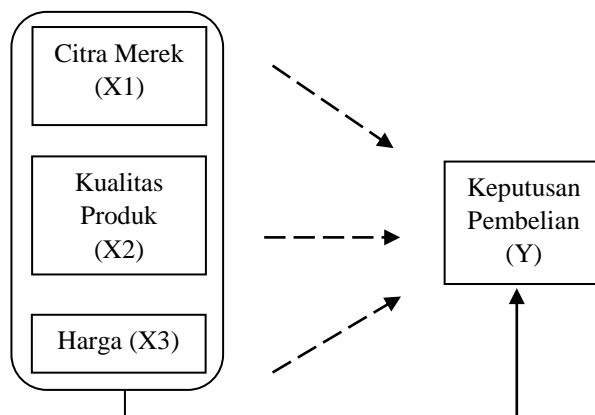 Citra Merek
(X1)
Kualitas
Produk
(X2)
Harga (X3)
Keputusan
Pembelian
(Y)